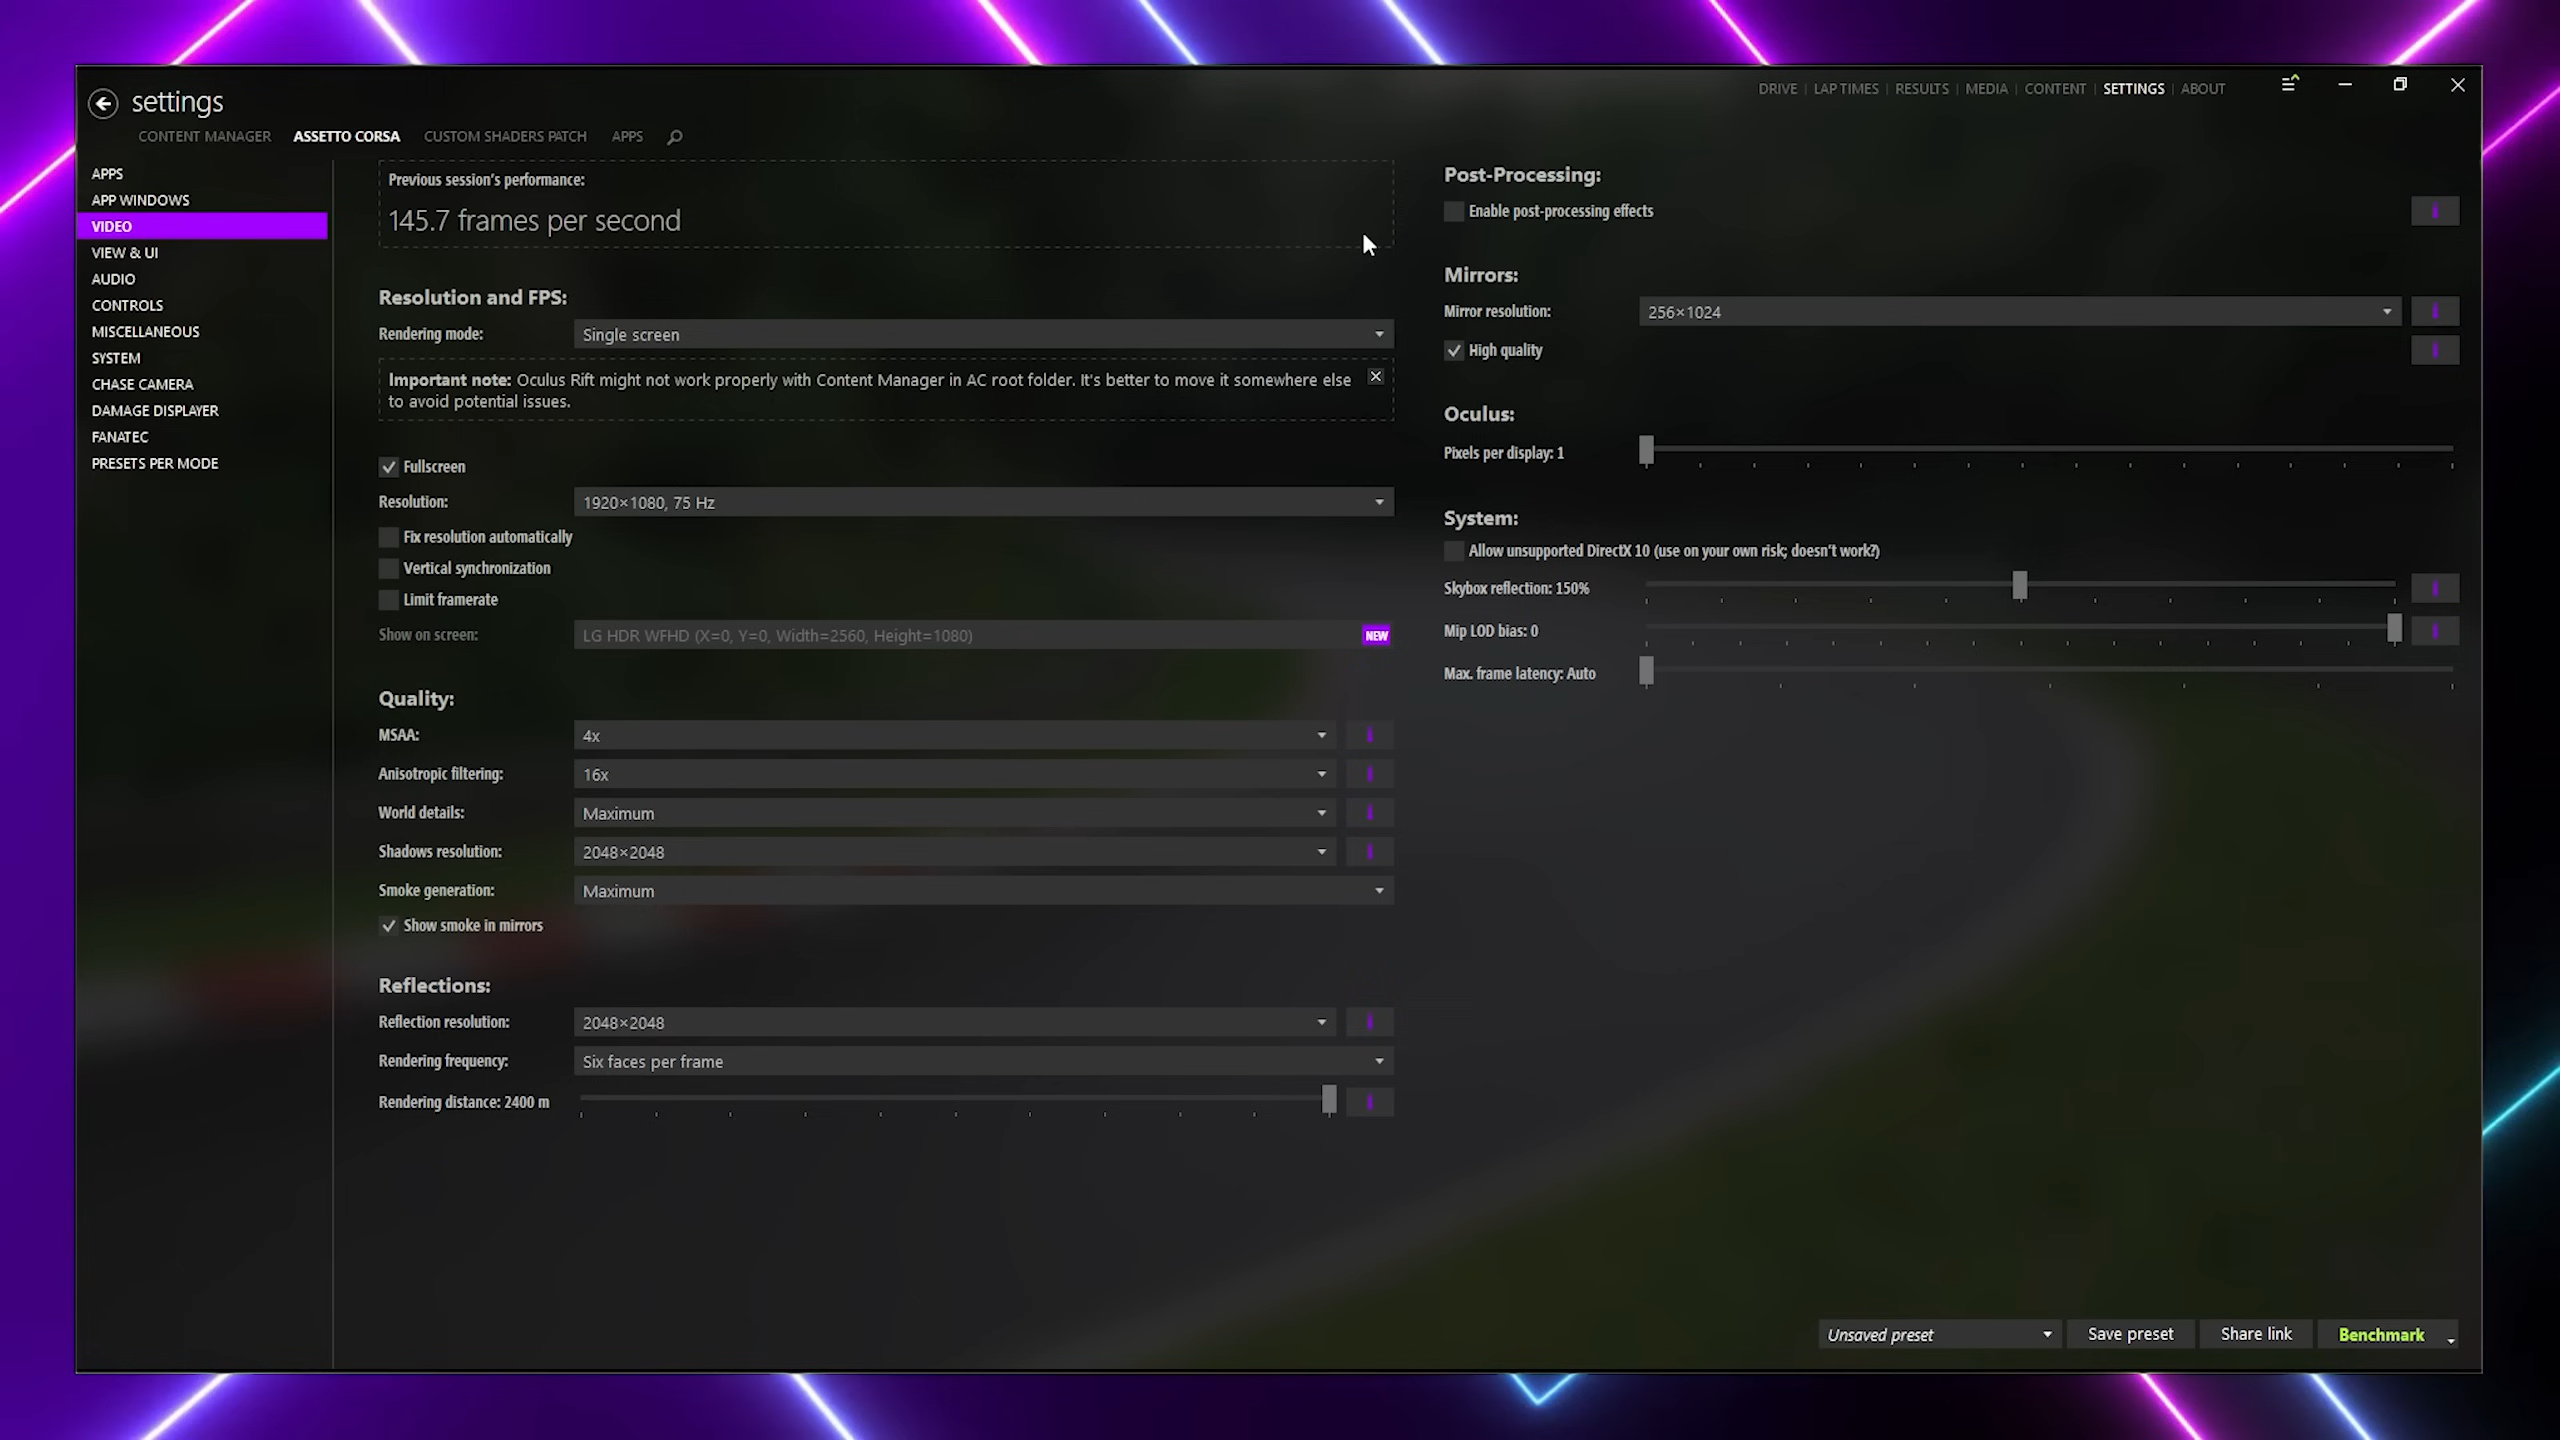 settings
DRIVE | LAP TIMES | RESULTS | MEDIA | CONTENT | SETTINGS | ABOUT
CONTENT MANAGER ASSETTO CORSA CUSTOM SHADERS PATCH APPS
APPS
APP WINDOWS
VIDEO
VIEW & UI
AUDIO
CONTROLS
MISCELLANEOUS
SYSTEM
CHASE CAMERA
DAMAGE DISPLAYER
FANATEC
PRESETS PER MODE
Previous session's performance:
145.7 frames per second
Resolution and FPS:
Rendering mode: Single screen
Important note: Oculus Rift might not work properly with Content Manager in AC root folder. It's better to move it somewhere else
to avoid potential issues.
Fullscreen
Resolution: 1920×1080, 75 Hz
Fix resolution automatically
Vertical synchronization
Limit framerate
Show on screen: LG HDR WFHD (X=0, Y=0, Width=2560, Height=1080) NEW
Quality:
MSAA: 4x
Anisotropic filtering: 16x
World details: Maximum
Shadows resolution: 2048×2048
Smoke generation: Maximum
Show smoke in mirrors
Reflections:
Reflection resolution: 2048×2048
Rendering frequency: Six faces per frame
Rendering distance: 2400 m
Post-Processing:
Enable post-processing effects
Mirrors:
Mirror resolution: 256×1024
High quality
Oculus:
Pixels per display: 1
System:
Allow unsupported DirectX 10 (use on your own risk; doesn't work?)
Skybox reflection: 150%
Mip LOD bias: 0
Max. frame latency: Auto
Unsaved preset Save preset Share link Benchmark